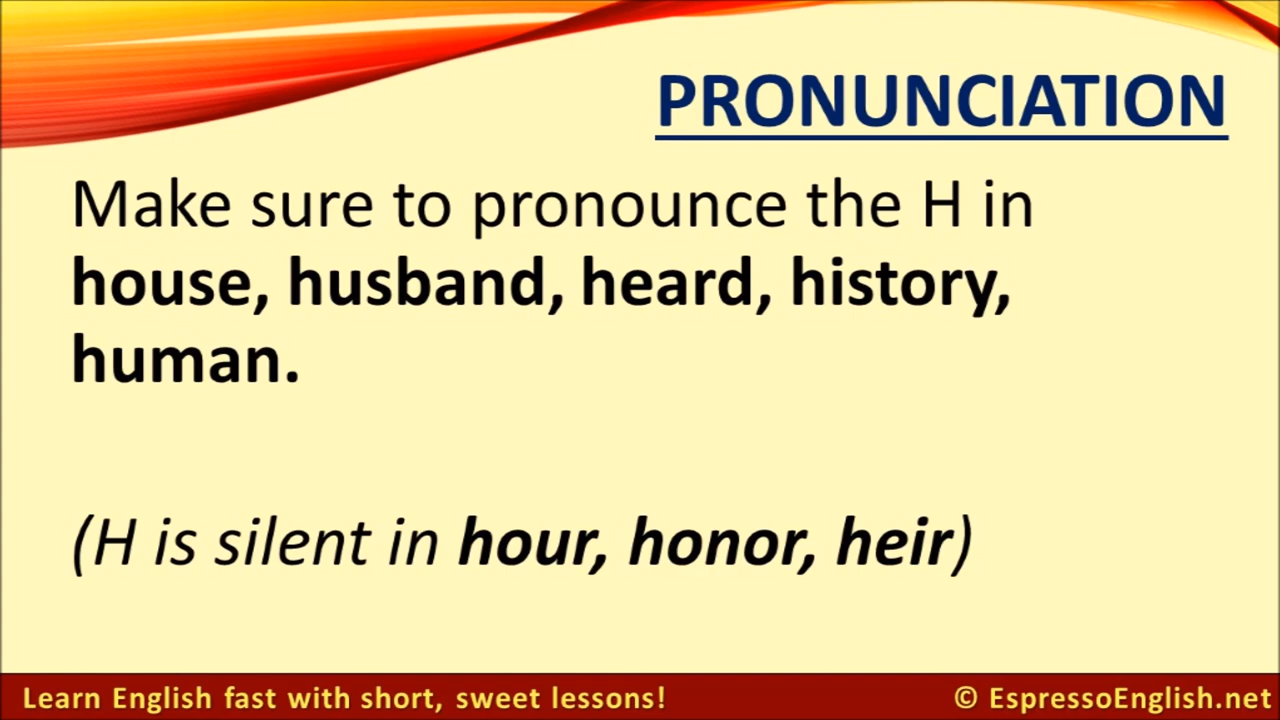 PRONUNCIATION
Make sure to pronounce the H in
house, husband, heard, history,
human.
(H is silent in hour, honor, heir)
Learn English fast with short, sweet lessons!
© EspressoEnglish.net